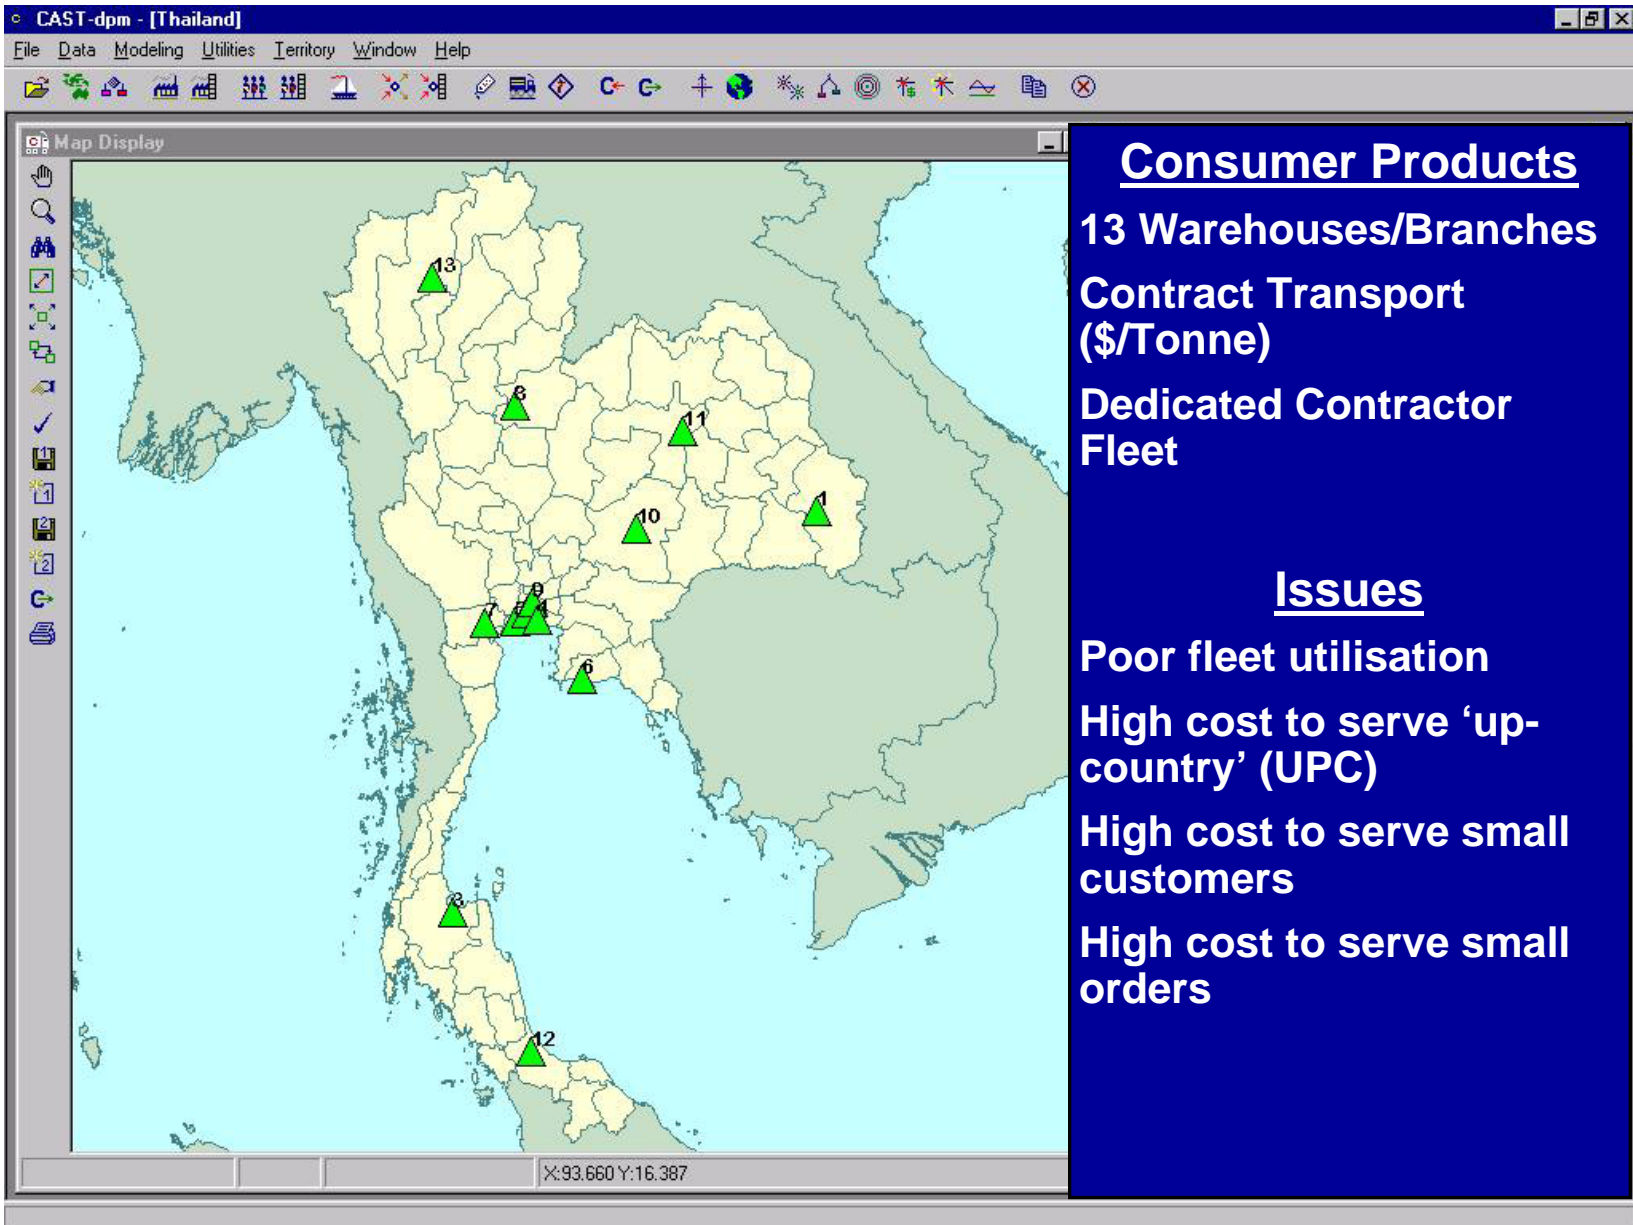 CAST-dpm - [Thailand]
File Data Modeling Utilities Territory Window Help
Map Display
Consumer Products
13 Warehouses/Branches
Contract Transport
($/Tonne)
Dedicated Contractor
Fleet
Issues
Poor fleet utilisation
High cost to serve ‘up-
country’ (UPC)
High cost to serve small
customers
High cost to serve small
orders
13
8
11
1
10
9
7
4
6
3
12
X:93.660 Y:16.387